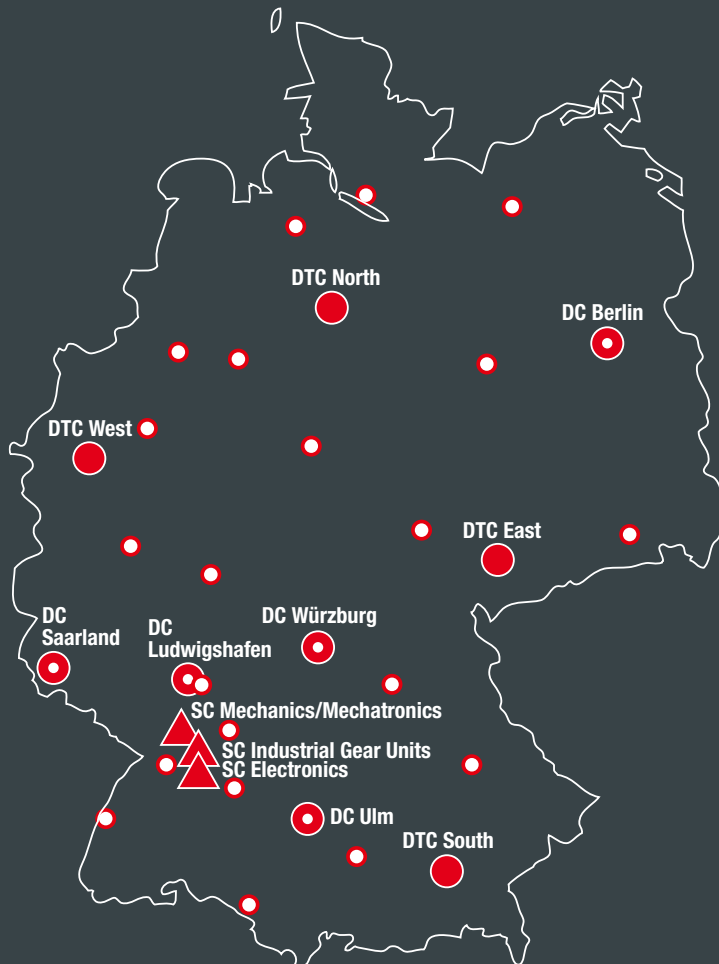 DTC North
DC Berlin
DTC West
DTC East
DC
Saarland
DC
Ludwigshafen
DC Würzburg
SC Mechanics/Mechatronics
SC Industrial Gear Units
SC Electronics
DC Ulm
DTC South